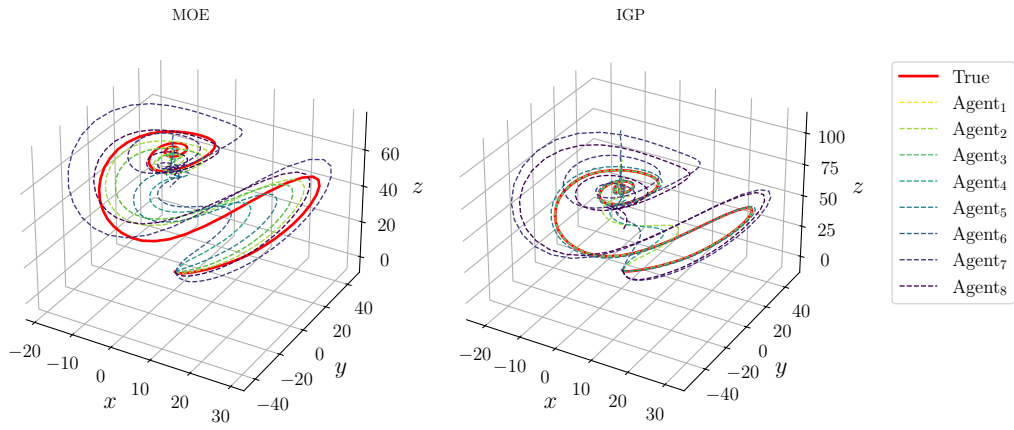 MOE
IGP
60
40
20
0
z
−20
−10
0
10
20
30
x
−40
−20
0
20
40
y
100
75
50
25
0
z
−20
−10
0
10
20
30
x
−40
−20
0
20
40
y
True
Agent₁
Agent₂
Agent₃
Agent₄
Agent₅
Agent₆
Agent₇
Agent₈